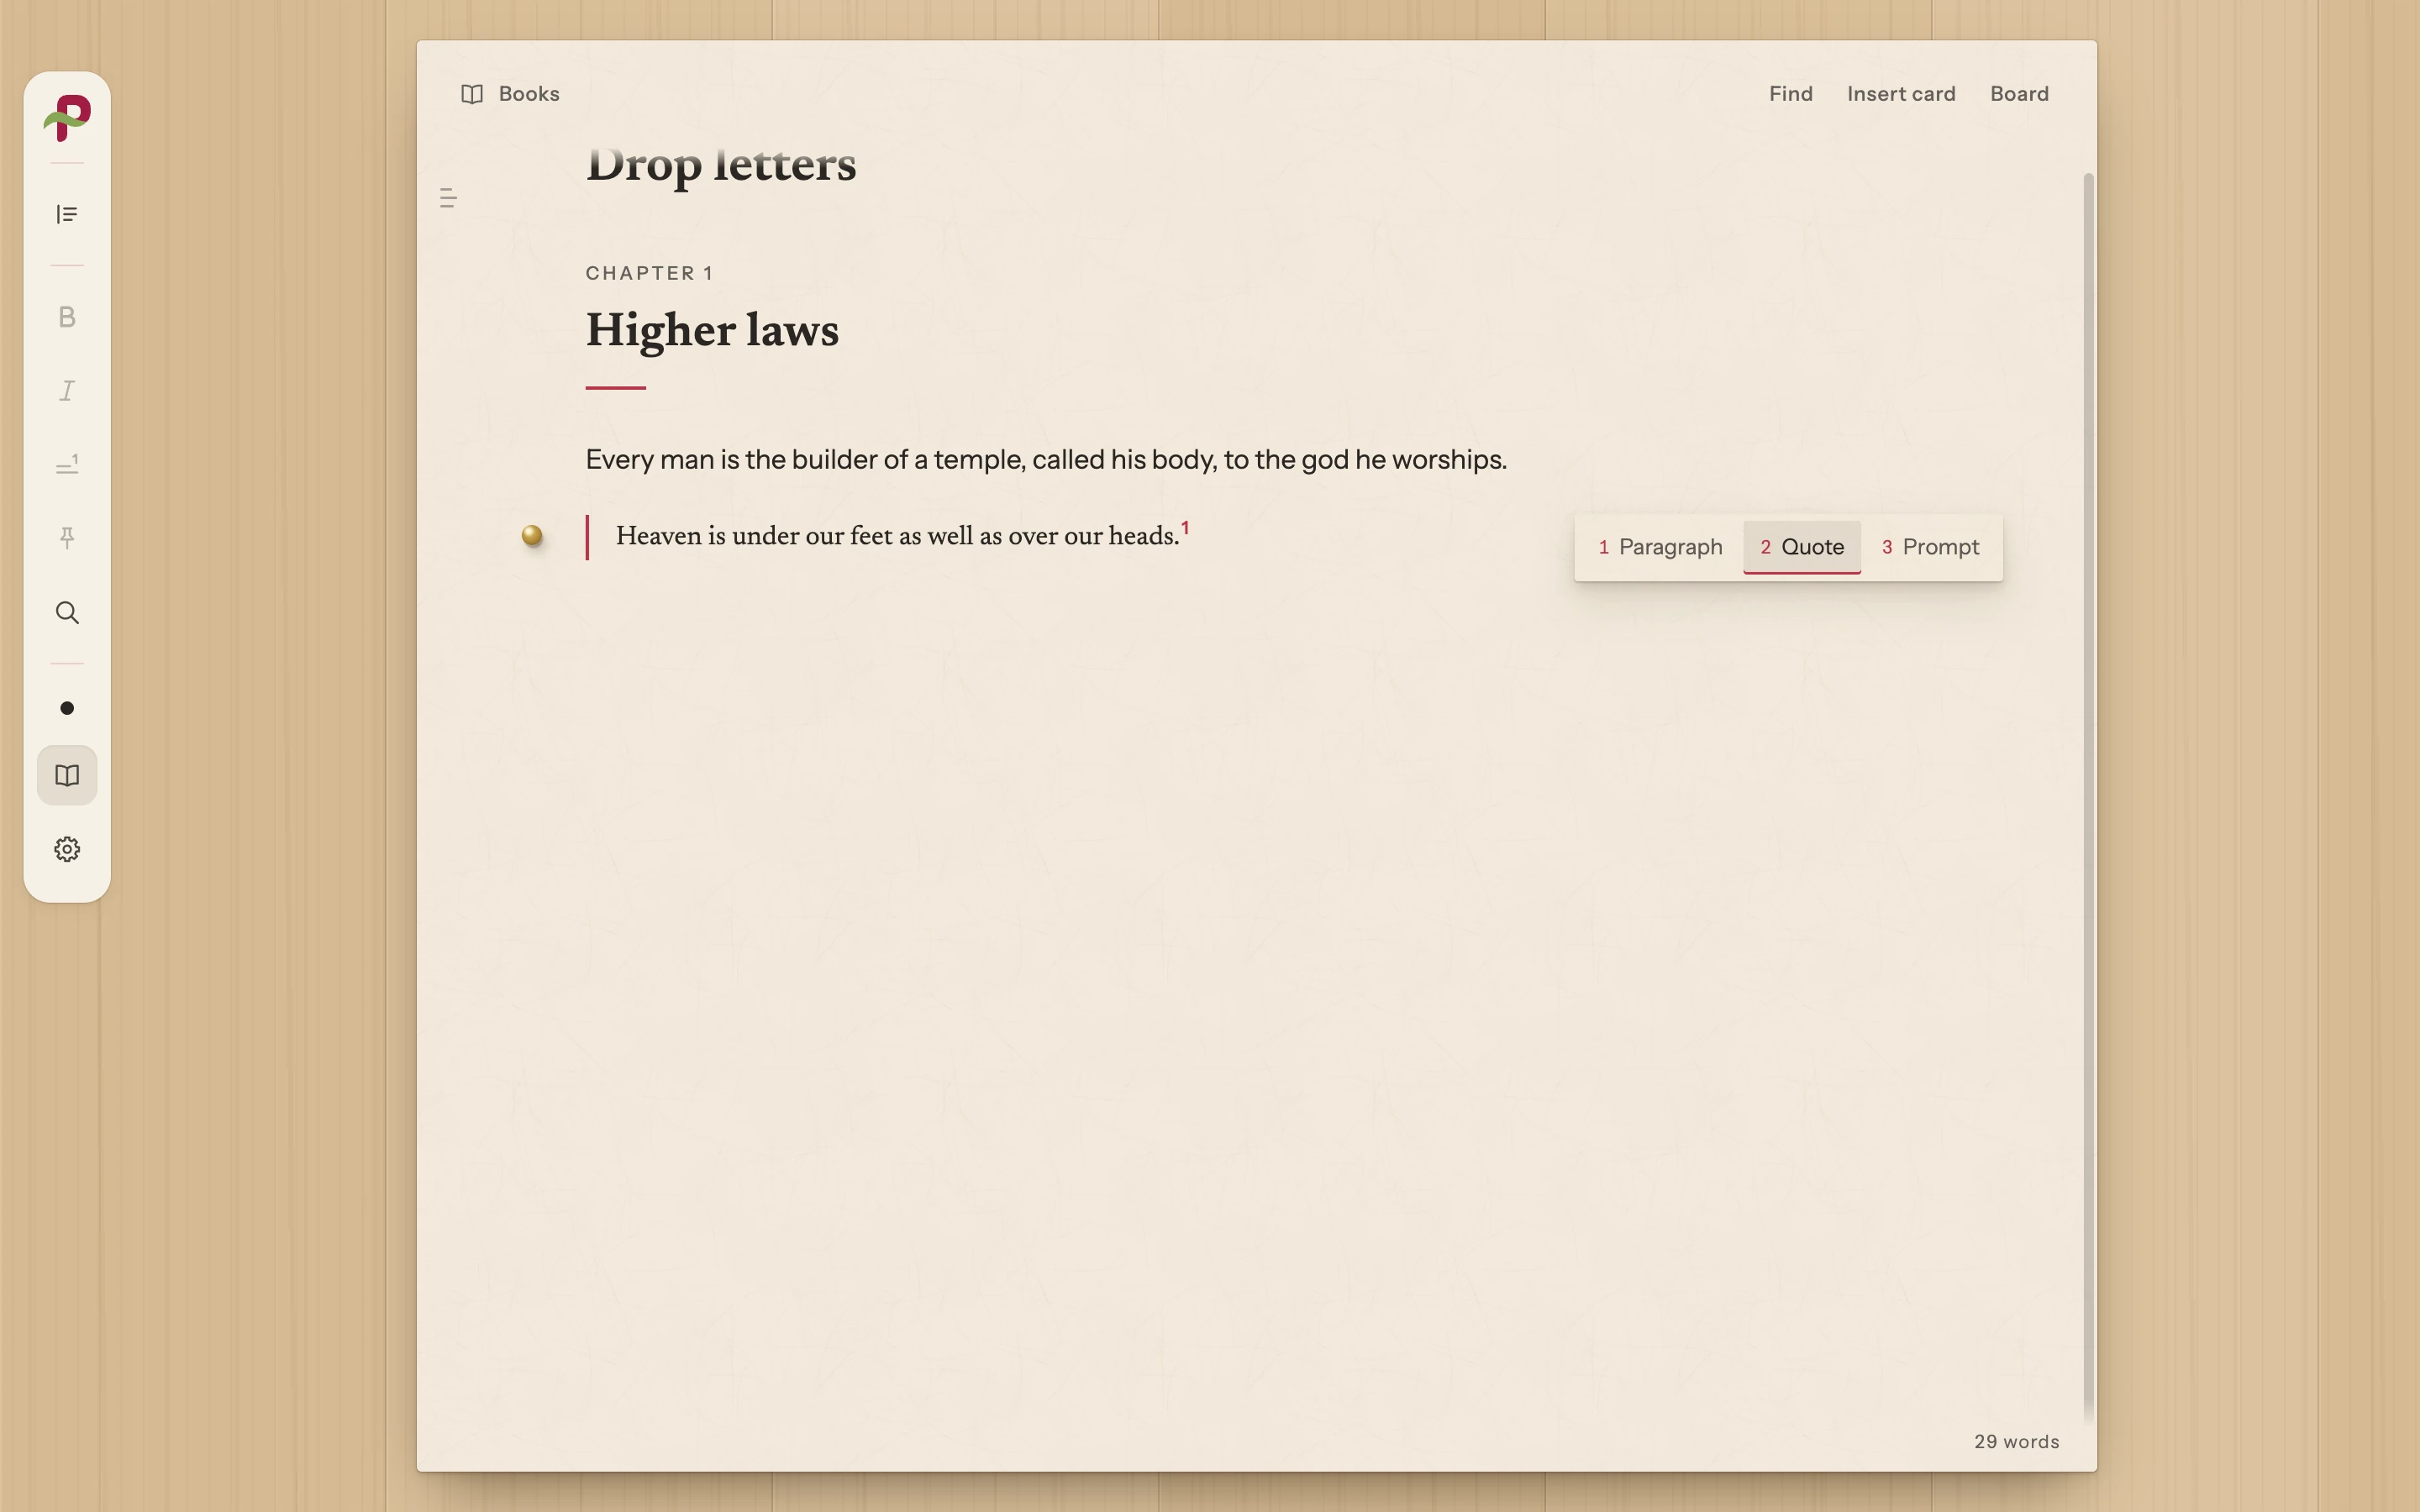 Books
Find
Insert card
Board
Drop letters
CHAPTER 1
Higher laws
Every man is the builder of a temple, called his body, to the god he worships.
Heaven is under our feet as well as over our heads.1
1 Paragraph
2 Quote
3 Prompt
29 words